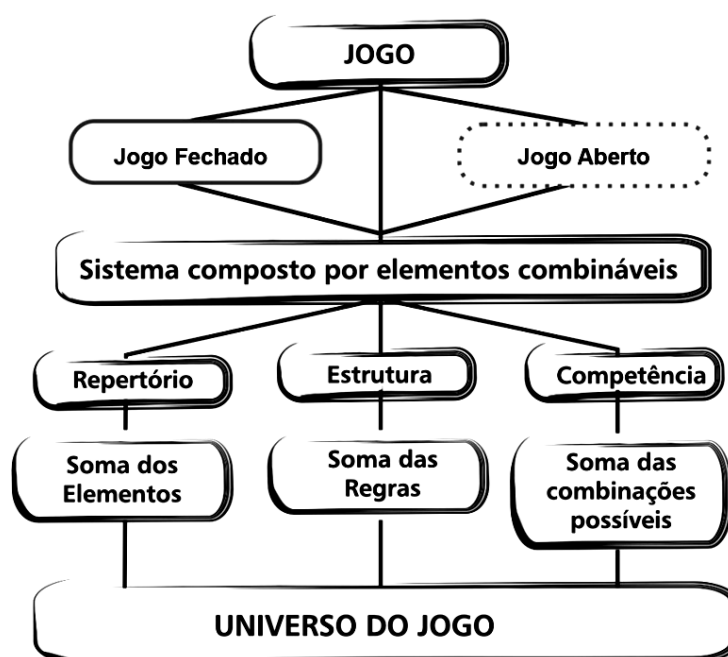 JOGO
Jogo Fechado
Jogo Aberto
Sistema composto por elementos combináveis
Repertório
Estrutura
Competência
Soma dos
Elementos
Soma das
Regras
Soma das
combinações
possíveis
UNIVERSO DO JOGO